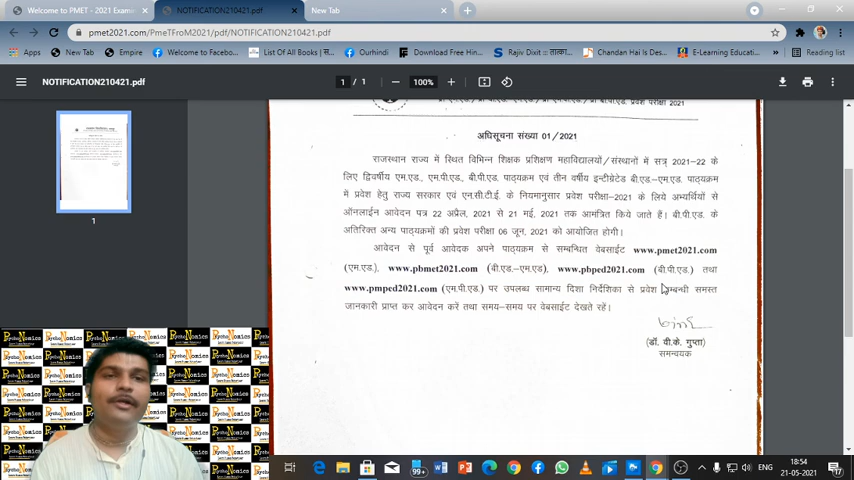 Welcome to PMET - 2021 Exam
NOTIFICATION210421.pdf
New Tab
pmet2021.com/PmeTFroM2021/pdf/NOTIFICATION210421.pdf
Apps
New Tab
Empire
Welcome to Facebo...
List Of All Books ( स...
Ourhindi
Download Free Hin...
Rajiv Dixit --- तत्काल...
Chandan Hai Is Des...
E-Learning Educati...
Reading list
NOTIFICATION210421.pdf
1 / 1
100%
अधिसूचना संख्या 01/2021
राजस्थान राज्य में स्थित विभिन्न शिक्षक प्रशिक्षण महाविद्यालयों/संस्थानों में सत्र् 2021-22 के
लिए द्विवर्षीय एम.एड., एम.पी.एड., बी.पी.एड. पाठ्यक्रम एवं तीन वर्षीय इन्टीग्रेटेड बी.एड.-एम.एड. पाठ्यक्रम
में प्रवेश हेतु राज्य सरकार एवं एन.सी.टी.ई. के नियमानुसार प्रवेश परीक्षा-2021 के लिये अभ्यर्थियों से
ऑनलाईन आवेदन पत्र 22 अप्रैल, 2021 से 21 मई, 2021 तक आमंत्रित किये जाते हैं। बी.पी.एड. के
अतिरिक्त अन्य पाठ्यक्रमों की प्रवेश परीक्षा 06 जून, 2021 को आयोजित होगी।
आवेदन से पूर्व आवेदक अपने पाठ्यक्रम से सम्बन्धित वेबसाईट www.pmet2021.com
(एम.एड.), www.pbmet2021.com (बी.एड.-एम.एड), www.pbped2021.com (बी.पी.एड.) तथा
www.pmped2021.com (एम.पी.एड.) पर उपलब्ध सामान्य दिशा निर्देशिका से प्रवेश सम्बन्धी समस्त
जानकारी प्राप्त कर आवेदन करें तथा समय-समय पर वेबसाईट देखते रहें।
(डॉ. वी.के. गुप्ता)
समन्वयक
1
PsychoNomics
99+
ENG
18:54
21-05-2021
17